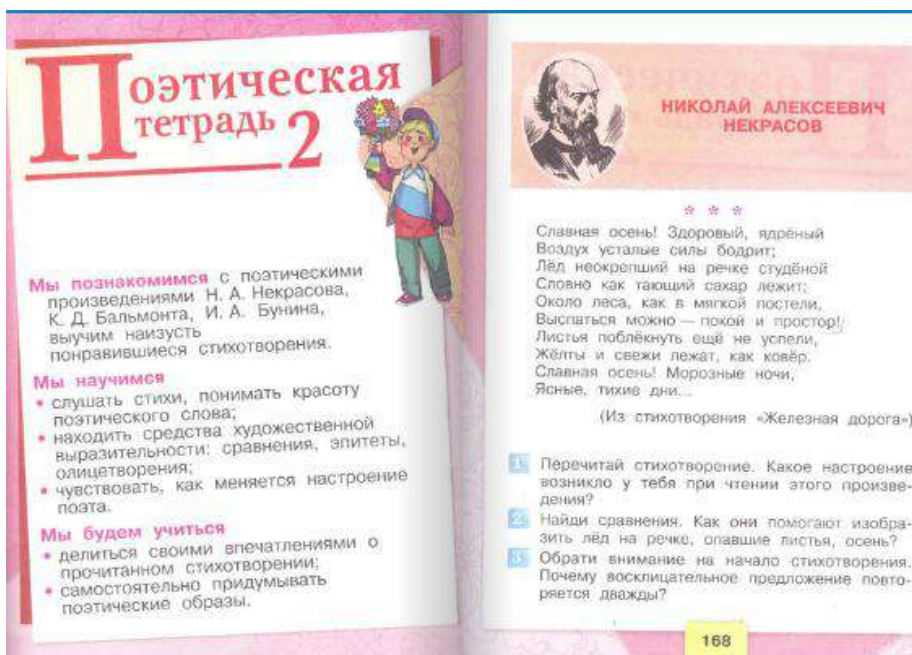 Поэтическая
тетрадь 2
Мы познакомимся с поэтическими
произведениями Н. А. Некрасова,
К. Д. Бальмонта, И. А. Бунина,
выучим наизусть
понравившиеся стихотворения.
Мы научимся
• слушать стихи, понимать красоту
поэтического слова;
• находить средства художественной
выразительности: сравнения, эпитеты,
олицетворения;
• чувствовать, как меняется настроение
поэта.
Мы будем учиться
• делиться своими впечатлениями о
прочитанном стихотворении;
• самостоятельно придумывать
поэтические образы.
НИКОЛАЙ АЛЕКСЕЕВИЧ
НЕКРАСОВ
* * *
Славная осень! Здоровый, ядрёный
Воздух усталые силы бодрит;
Лёд неокрепший на речке студёной
Словно как тающий сахар лежит;
Около леса, как в мягкой постели,
Выспаться можно — покой и простор!
Листья поблёкнуть ещё не успели,
Жёлты и свежи лежат, как ковёр.
Славная осень! Морозные ночи,
Ясные, тихие дни...
(Из стихотворения «Железная дорога»)
1 Перечитай стихотворение. Какое настроение
возникло у тебя при чтении этого произве-
дения?
2 Найди сравнения. Как они помогают изобра-
зить лёд на речке, опавшие листья, осень?
3 Обрати внимание на начало стихотворения.
Почему восклицательное предложение повто-
ряется дважды?
168